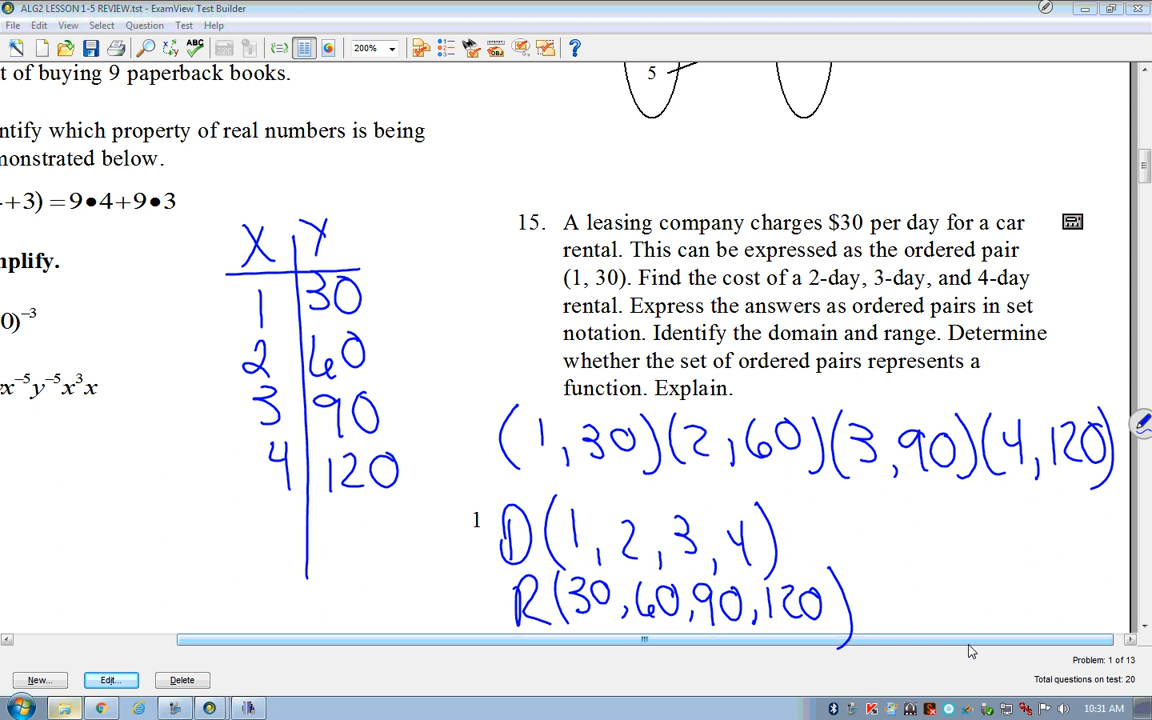 ALG2 LESSON 1-5 REVIEW.tst - ExamView Test Builder
File Edit View Select Question Test Help
200%
t of buying 9 paperback books.
5
ntify which property of real numbers is being
monstrated below.
+3) = 9•4+9•3
nplify.
0)⁻³
x⁻⁵y⁻⁵x³x
X Y
1 30
2 60
3 90
4 120
15. A leasing company charges $30 per day for a car
rental. This can be expressed as the ordered pair
(1, 30). Find the cost of a 2-day, 3-day, and 4-day
rental. Express the answers as ordered pairs in set
notation. Identify the domain and range. Determine
whether the set of ordered pairs represents a
function. Explain.
(1,30)(2,60)(3,90)(4,120)
1
D(1,2,3,4)
R(30,60,90,120)
Problem: 1 of 13
New... Edit... Delete
Total questions on test: 20
10:31 AM